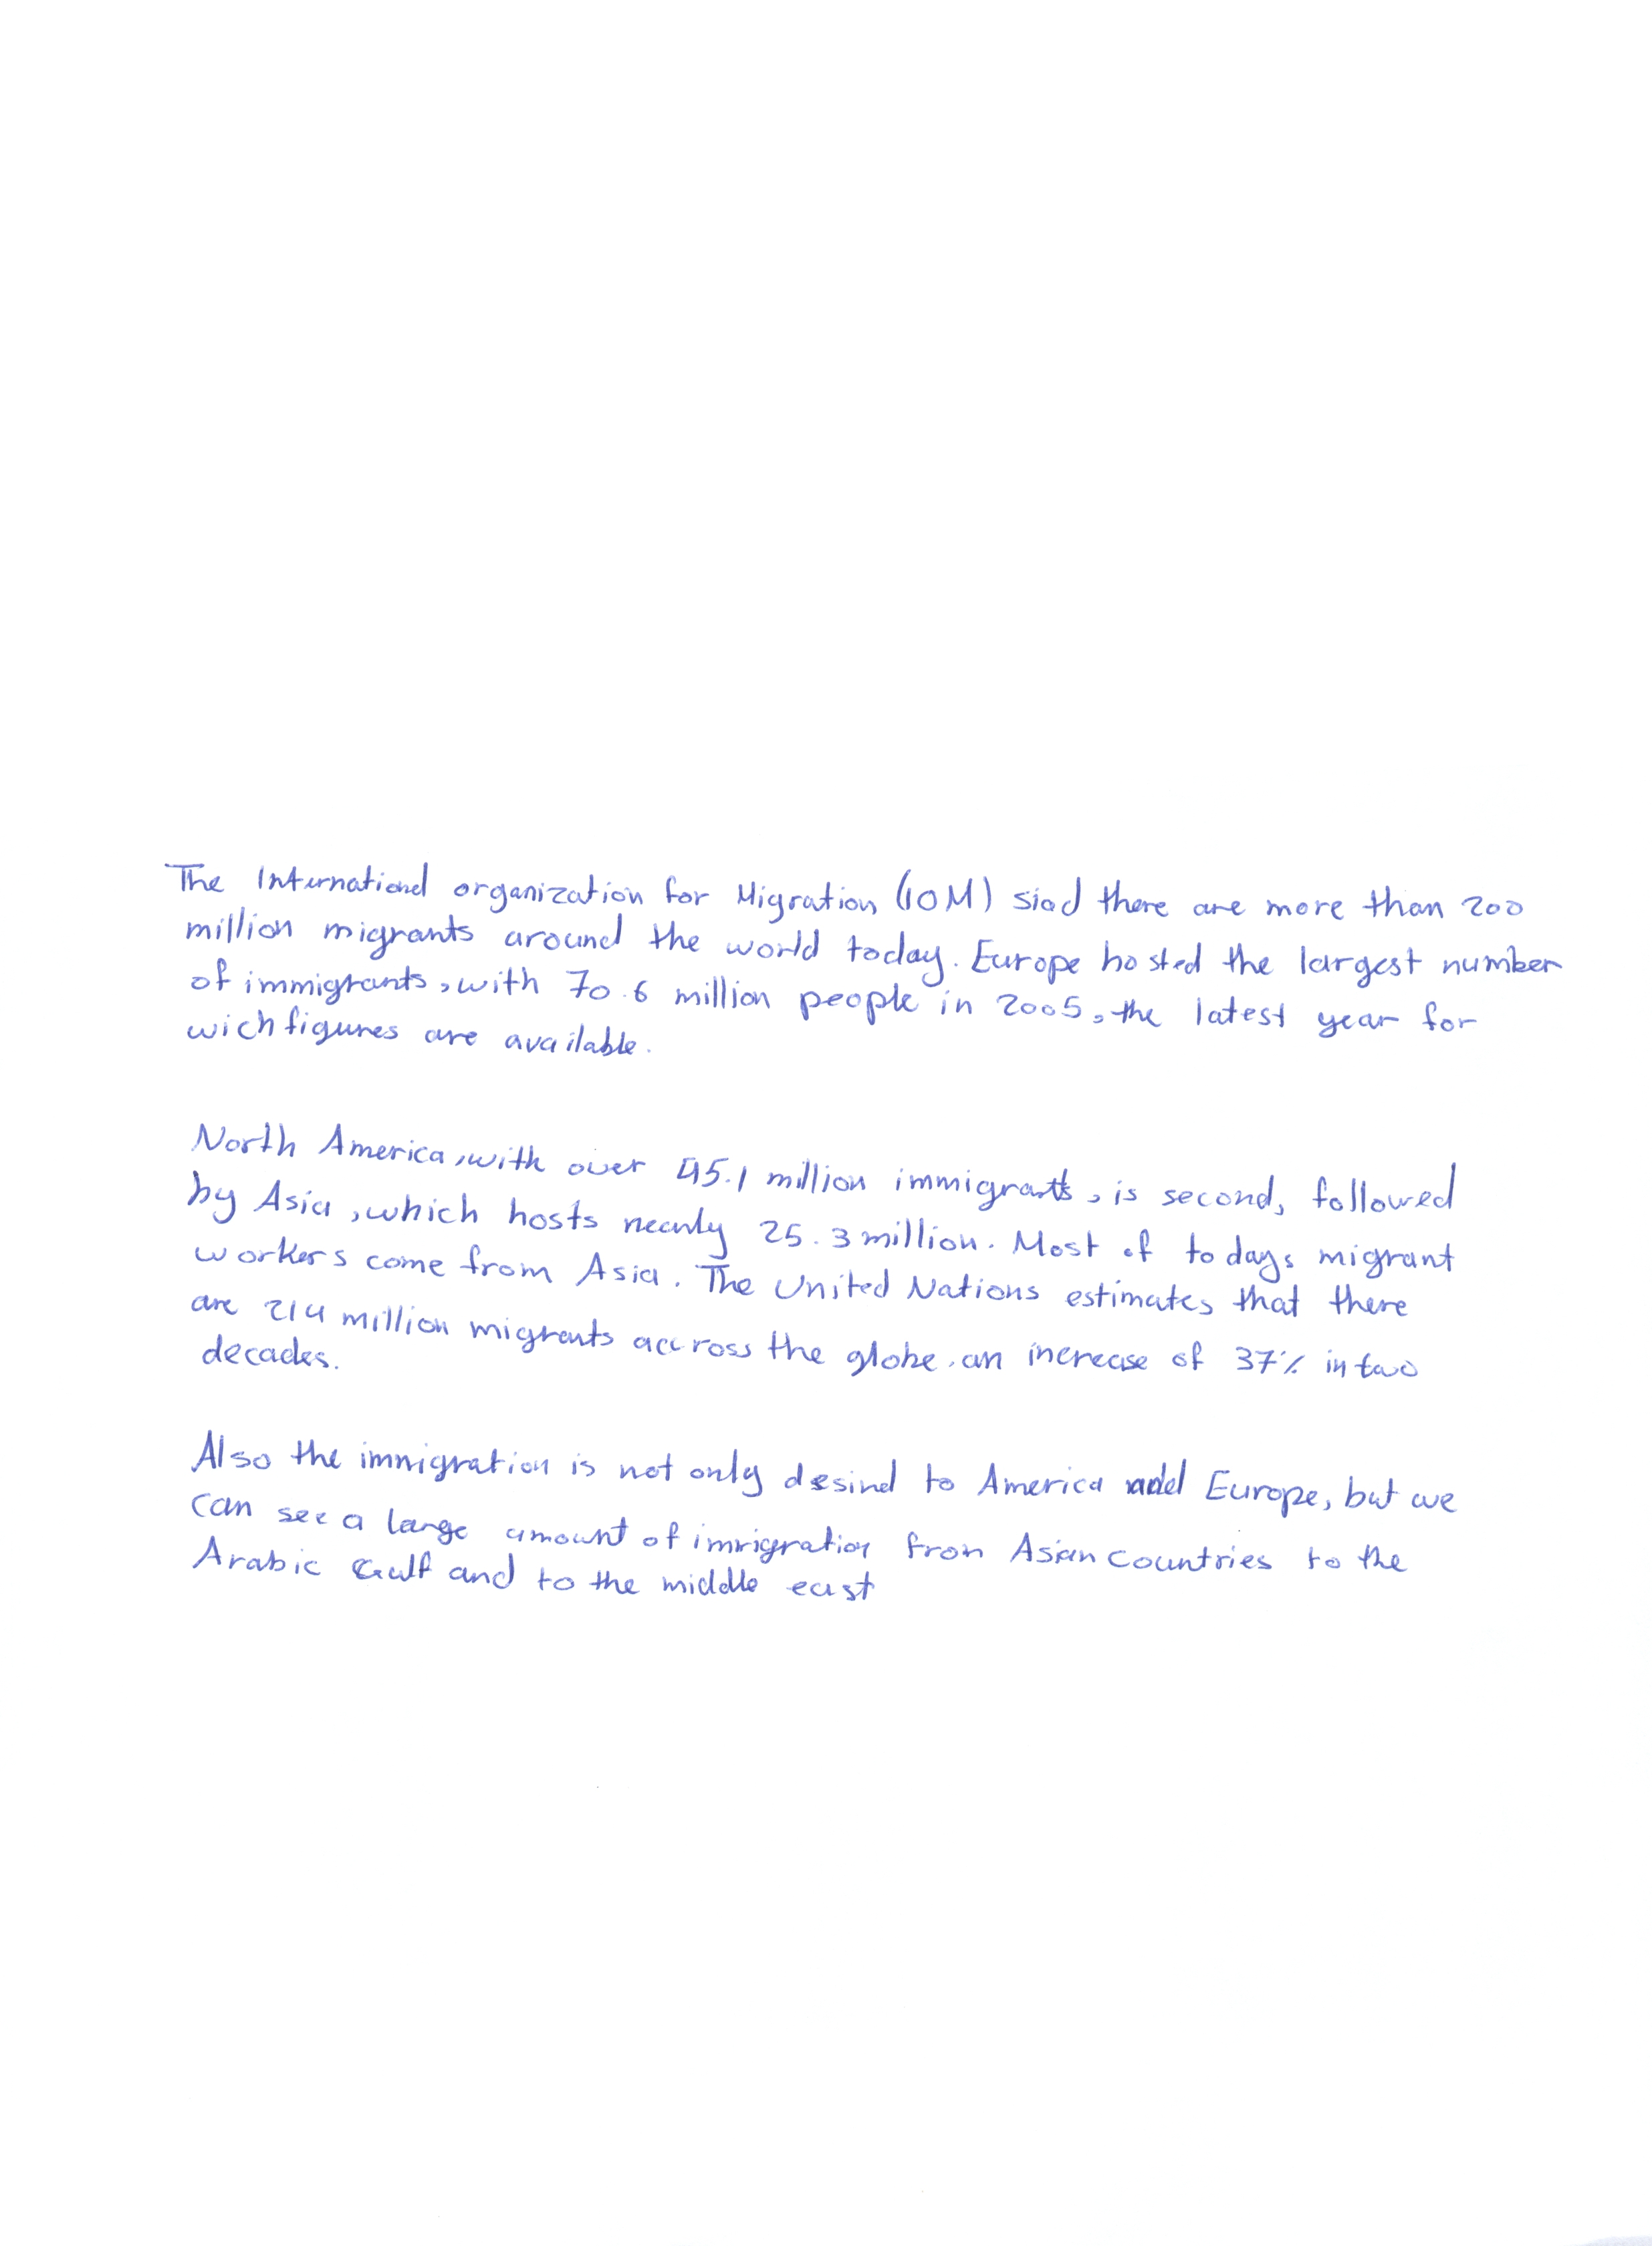 The International organization for Migration (IOM) siad there are more than 200
million migrants around the world today. Europe hosted the largest number
of immigrants, with 70.6 million people in 2005, the latest year for
wich figures are available.
North America, with over 45.1 million immigrants, is second, followed
by Asia, which hosts nearly 25.3 million. Most of todays migrant
workers come from Asia. The United Nations estimates that there
are 214 million migrants accross the globe, an increase of 37% in two
decades.
Also the immigration is not only desind to America and Europe, but we
can see a large amount of immigration from Asian countries to the
Arabic Gulf and to the middle east